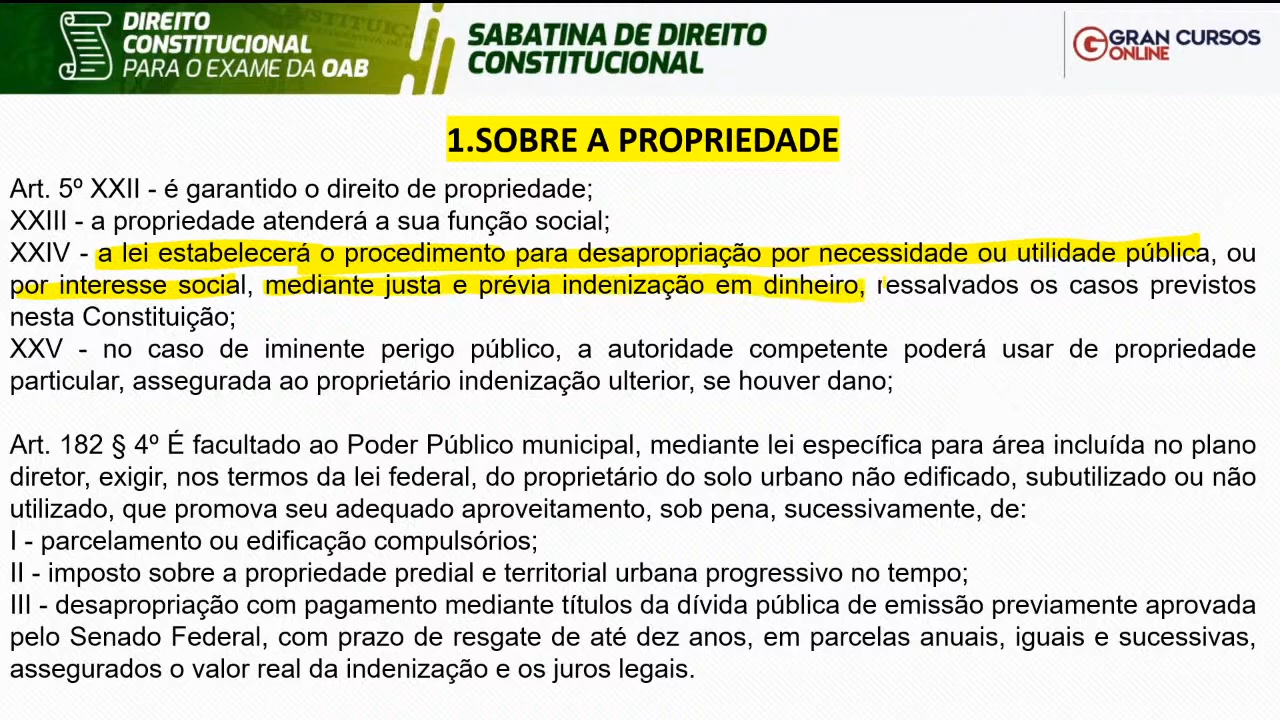 DIREITO
CONSTITUCIONAL
PARA O EXAME DA OAB
SABATINA DE DIREITO
CONSTITUCIONAL
GRAN CURSOS
ONLINE
1.SOBRE A PROPRIEDADE
Art. 5º XXII - é garantido o direito de propriedade;
XXIII - a propriedade atenderá a sua função social;
XXIV - a lei estabelecerá o procedimento para desapropriação por necessidade ou utilidade pública, ou
por interesse social, mediante justa e prévia indenização em dinheiro, ressalvados os casos previstos
nesta Constituição;
XXV - no caso de iminente perigo público, a autoridade competente poderá usar de propriedade
particular, assegurada ao proprietário indenização ulterior, se houver dano;
Art. 182 § 4º É facultado ao Poder Público municipal, mediante lei específica para área incluída no plano
diretor, exigir, nos termos da lei federal, do proprietário do solo urbano não edificado, subutilizado ou não
utilizado, que promova seu adequado aproveitamento, sob pena, sucessivamente, de:
I - parcelamento ou edificação compulsórios;
II - imposto sobre a propriedade predial e territorial urbana progressivo no tempo;
III - desapropriação com pagamento mediante títulos da dívida pública de emissão previamente aprovada
pelo Senado Federal, com prazo de resgate de até dez anos, em parcelas anuais, iguais e sucessivas,
assegurados o valor real da indenização e os juros legais.